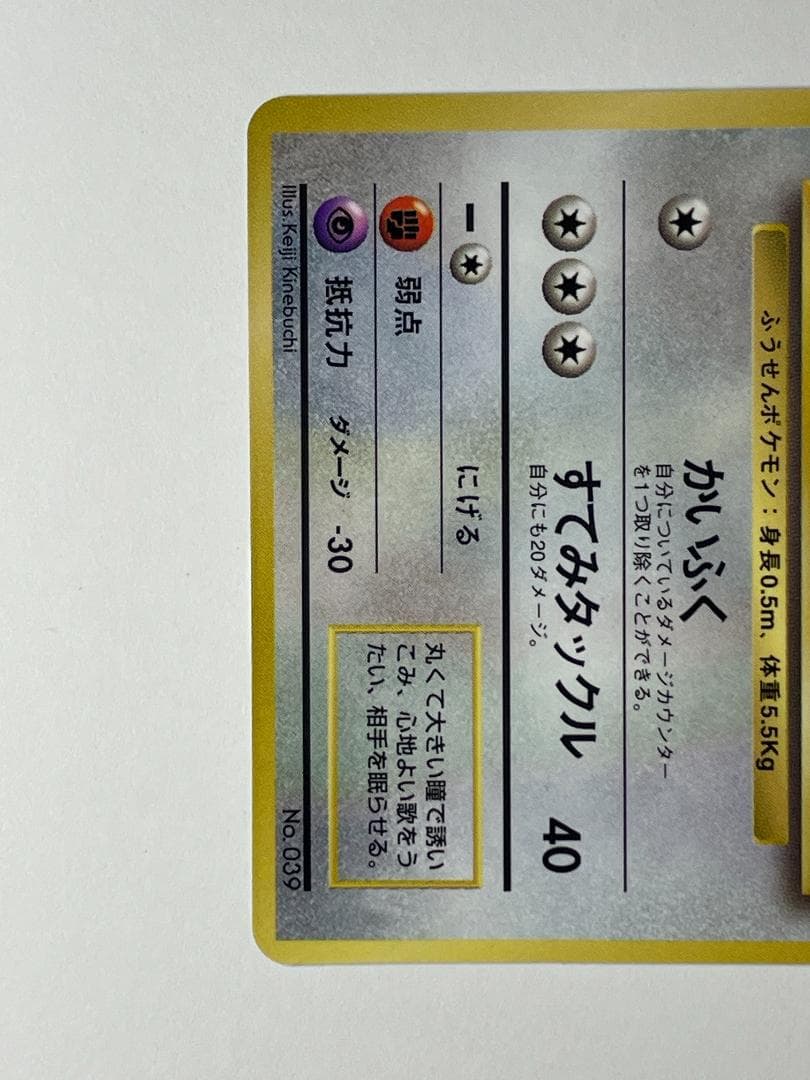 ふうせんポケモン：身長0.5m、体重5.5Kg
かいふく
自分についているダメージカウンター
を1つ取り除くことができる。
すてみタックル 40
自分にも20ダメージ。
にげる
弱点
抵抗力 ダメージ -30
丸くて大きい瞳で誘い
こみ、心地よい歌をう
たい、相手を眠らせる。
Illus.Keiji Kinebuchi
No.039